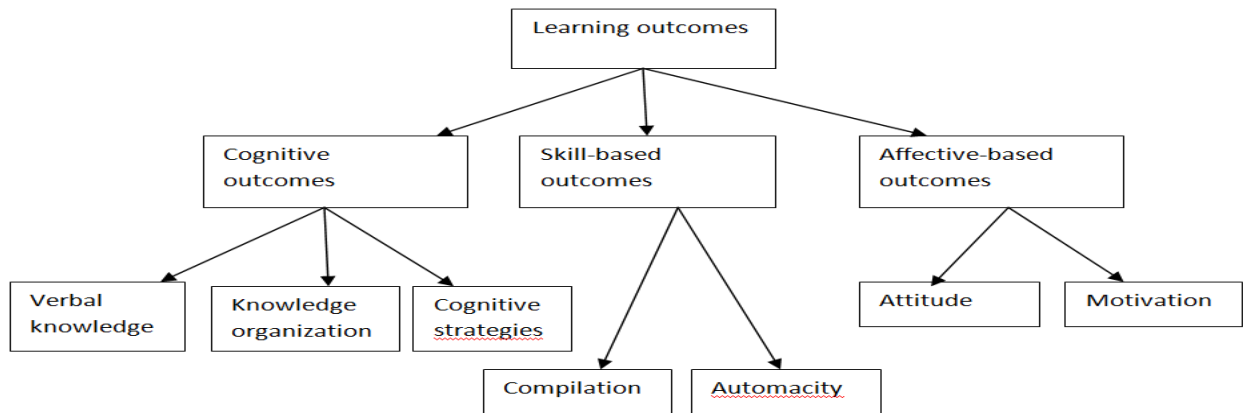 Learning outcomes
Cognitive
outcomes
Skill-based
outcomes
Affective-based
outcomes
Verbal
knowledge
Knowledge
organization
Cognitive
strategies
Attitude
Motivation
Compilation
Automacity